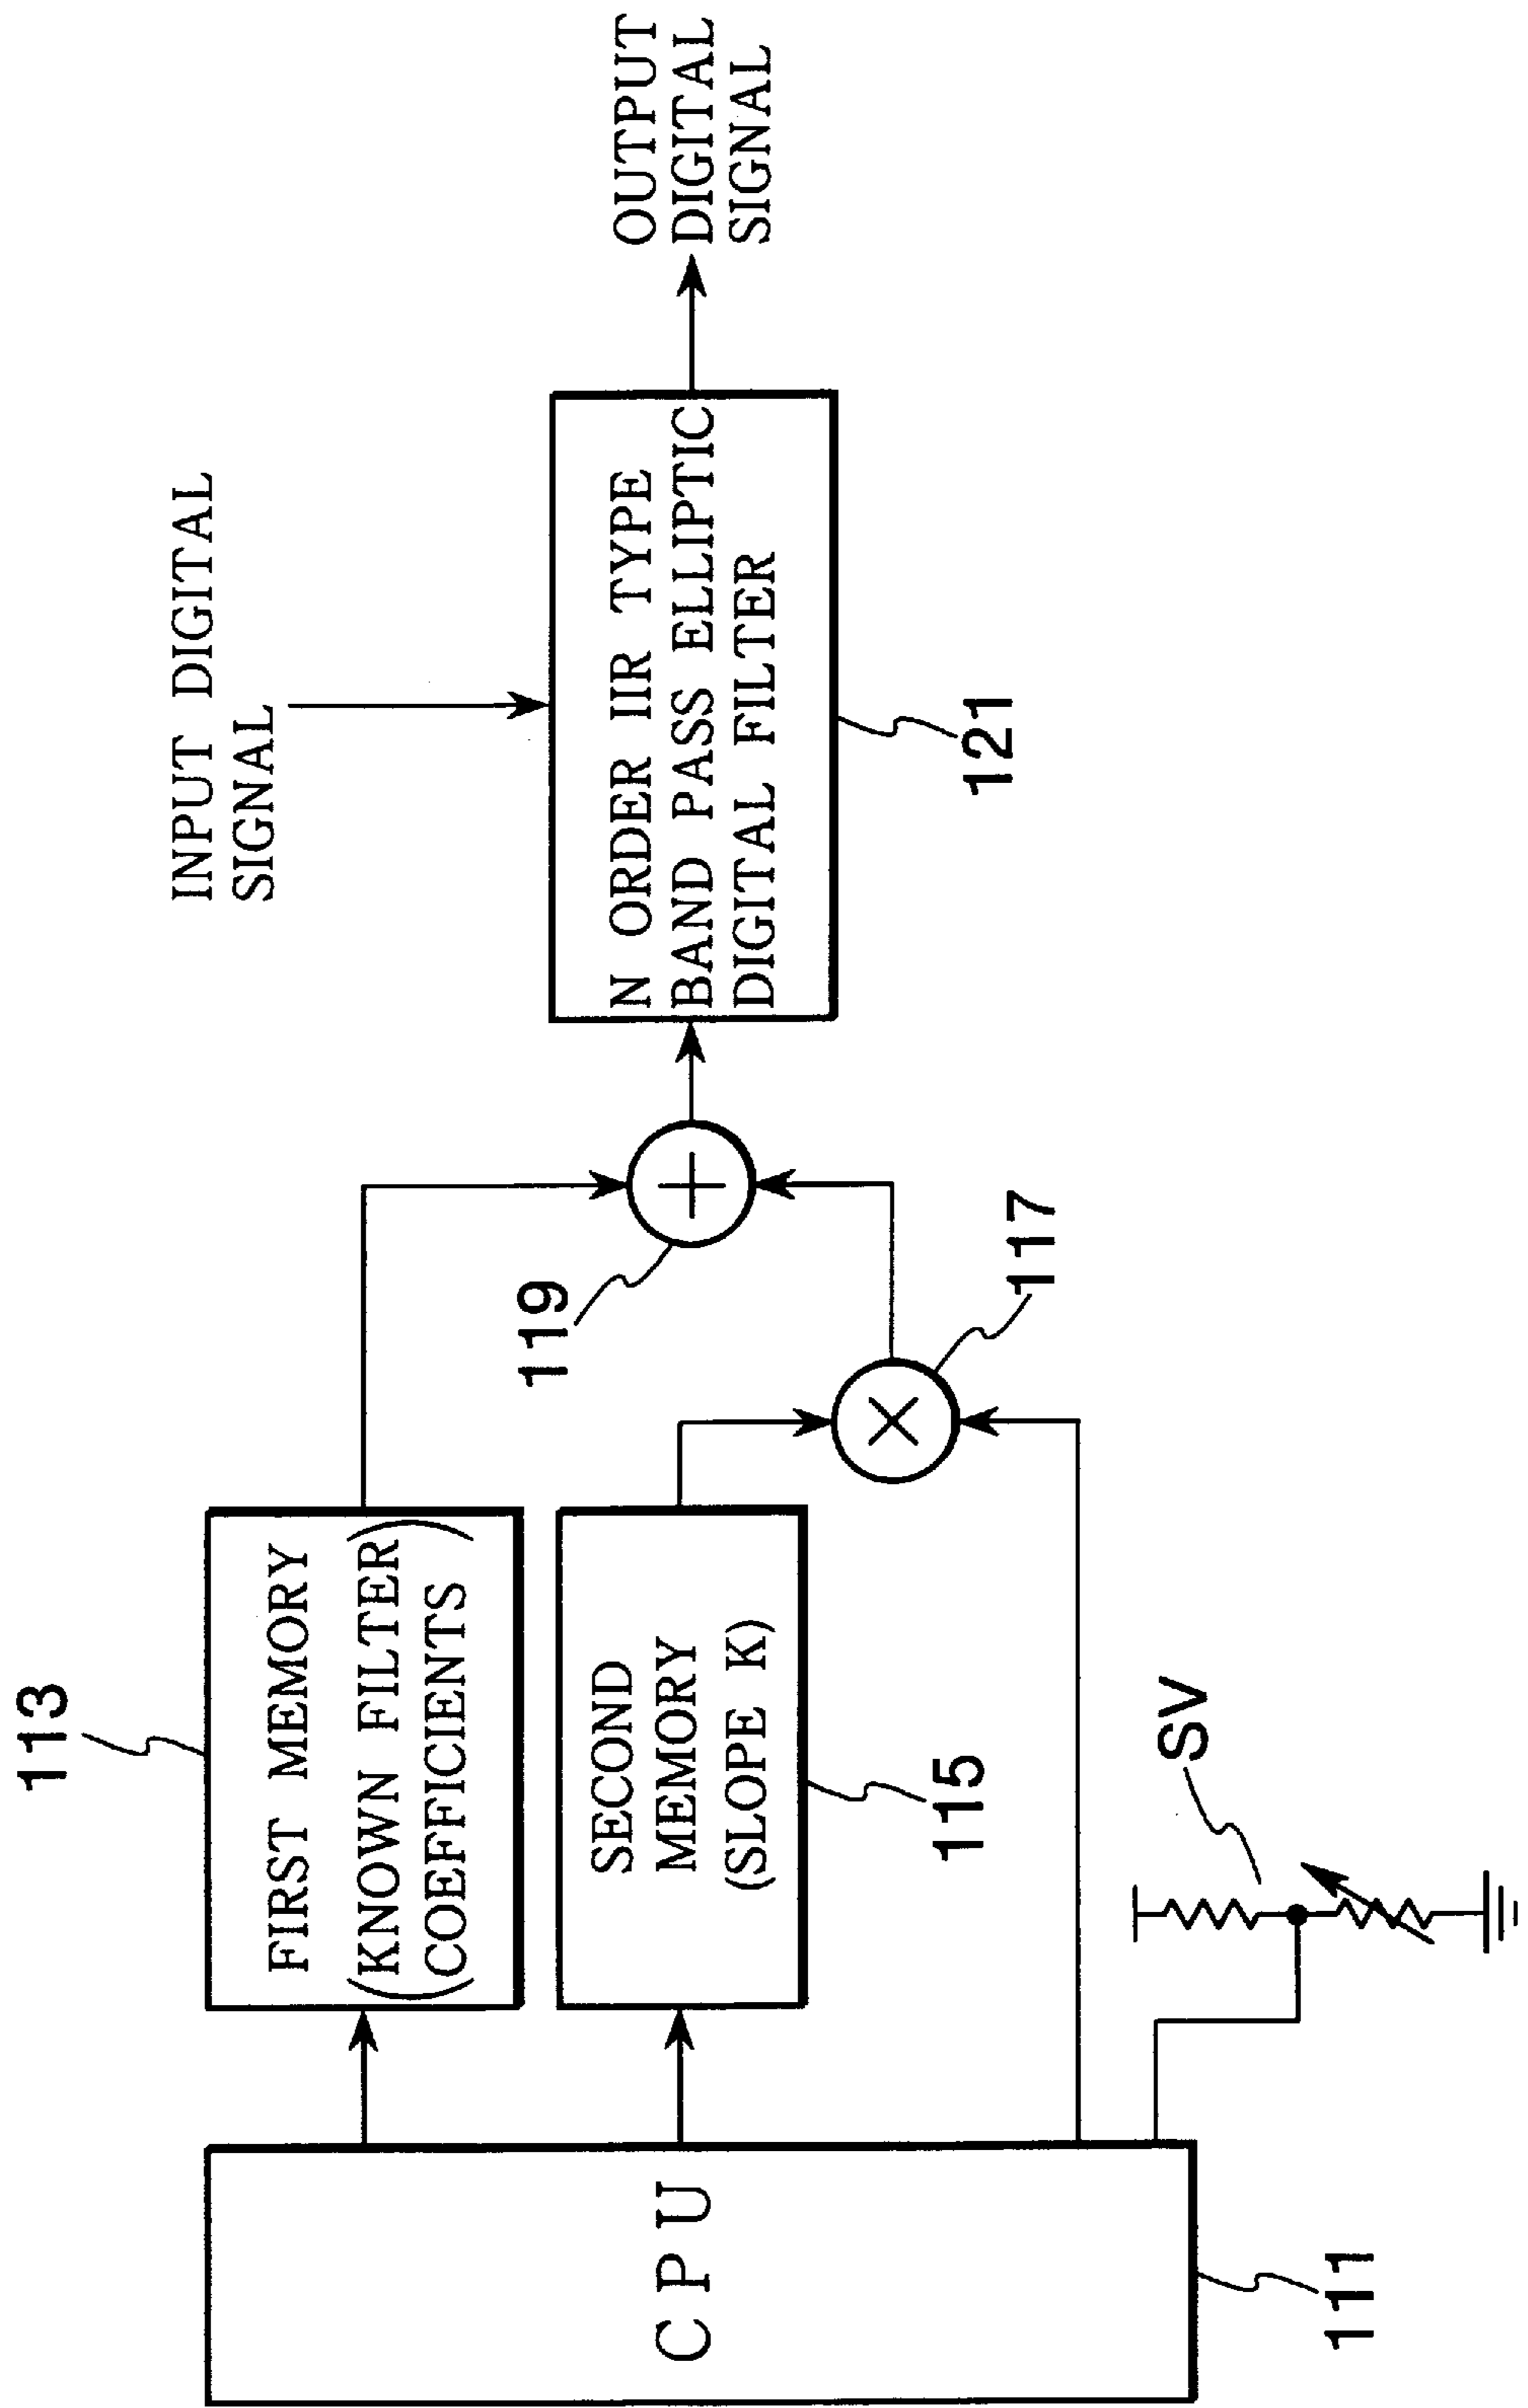 113
FIRST MEMORY
(KNOWN FILTER
COEFFICIENTS)
SECOND
MEMORY
(SLOPE K)
115
CPU
111
SV
119
117
INPUT DIGITAL
SIGNAL
N ORDER IIR TYPE
BAND PASS ELLIPTIC
DIGITAL FILTER
121
OUTPUT
DIGITAL
SIGNAL